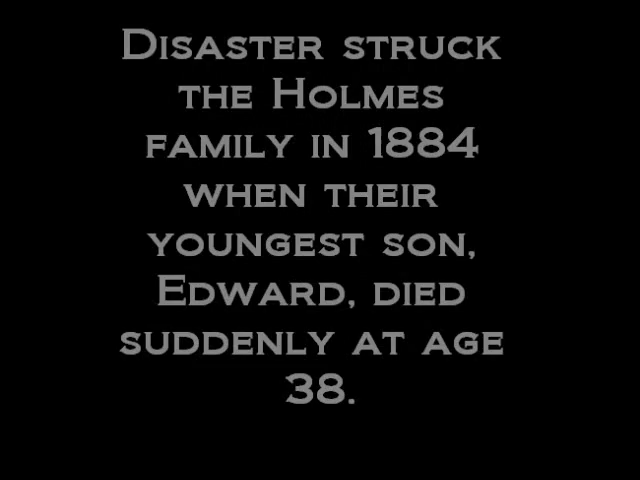 Disaster struck
the Holmes
family in 1884
when their
youngest son,
Edward, died
suddenly at age
38.